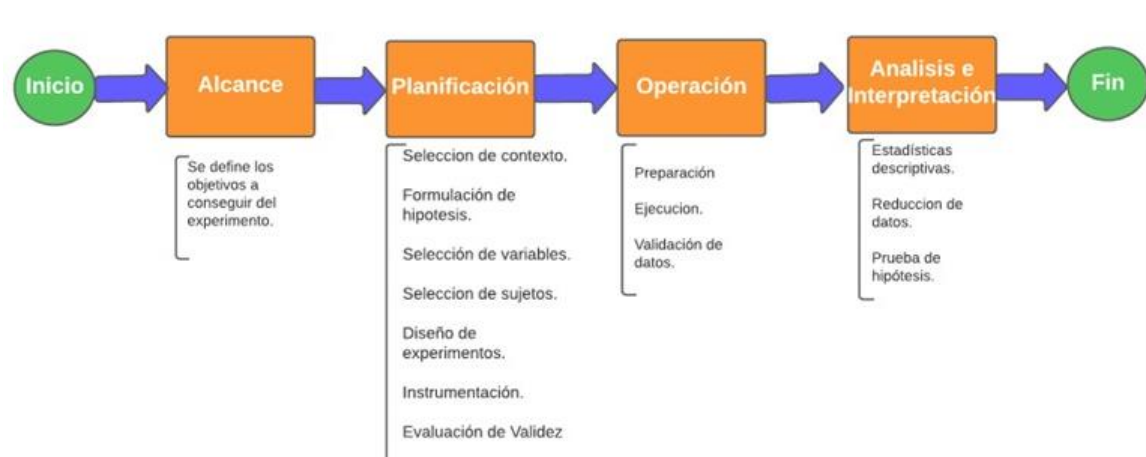 Inicio
Alcance
Planificación
Operación
Analisis e
Interpretación
Fin
Se define los
objetivos a
conseguir del
experimento.
Seleccion de contexto.
Formulación de
hipotesis.
Selección de variables.
Seleccion de sujetos.
Diseño de
experimentos.
Instrumentación.
Evaluación de Validez
Preparación
Ejecucion.
Validación de
datos.
Estadísticas
descriptivas.
Reduccion de
datos.
Prueba de
hipótesis.